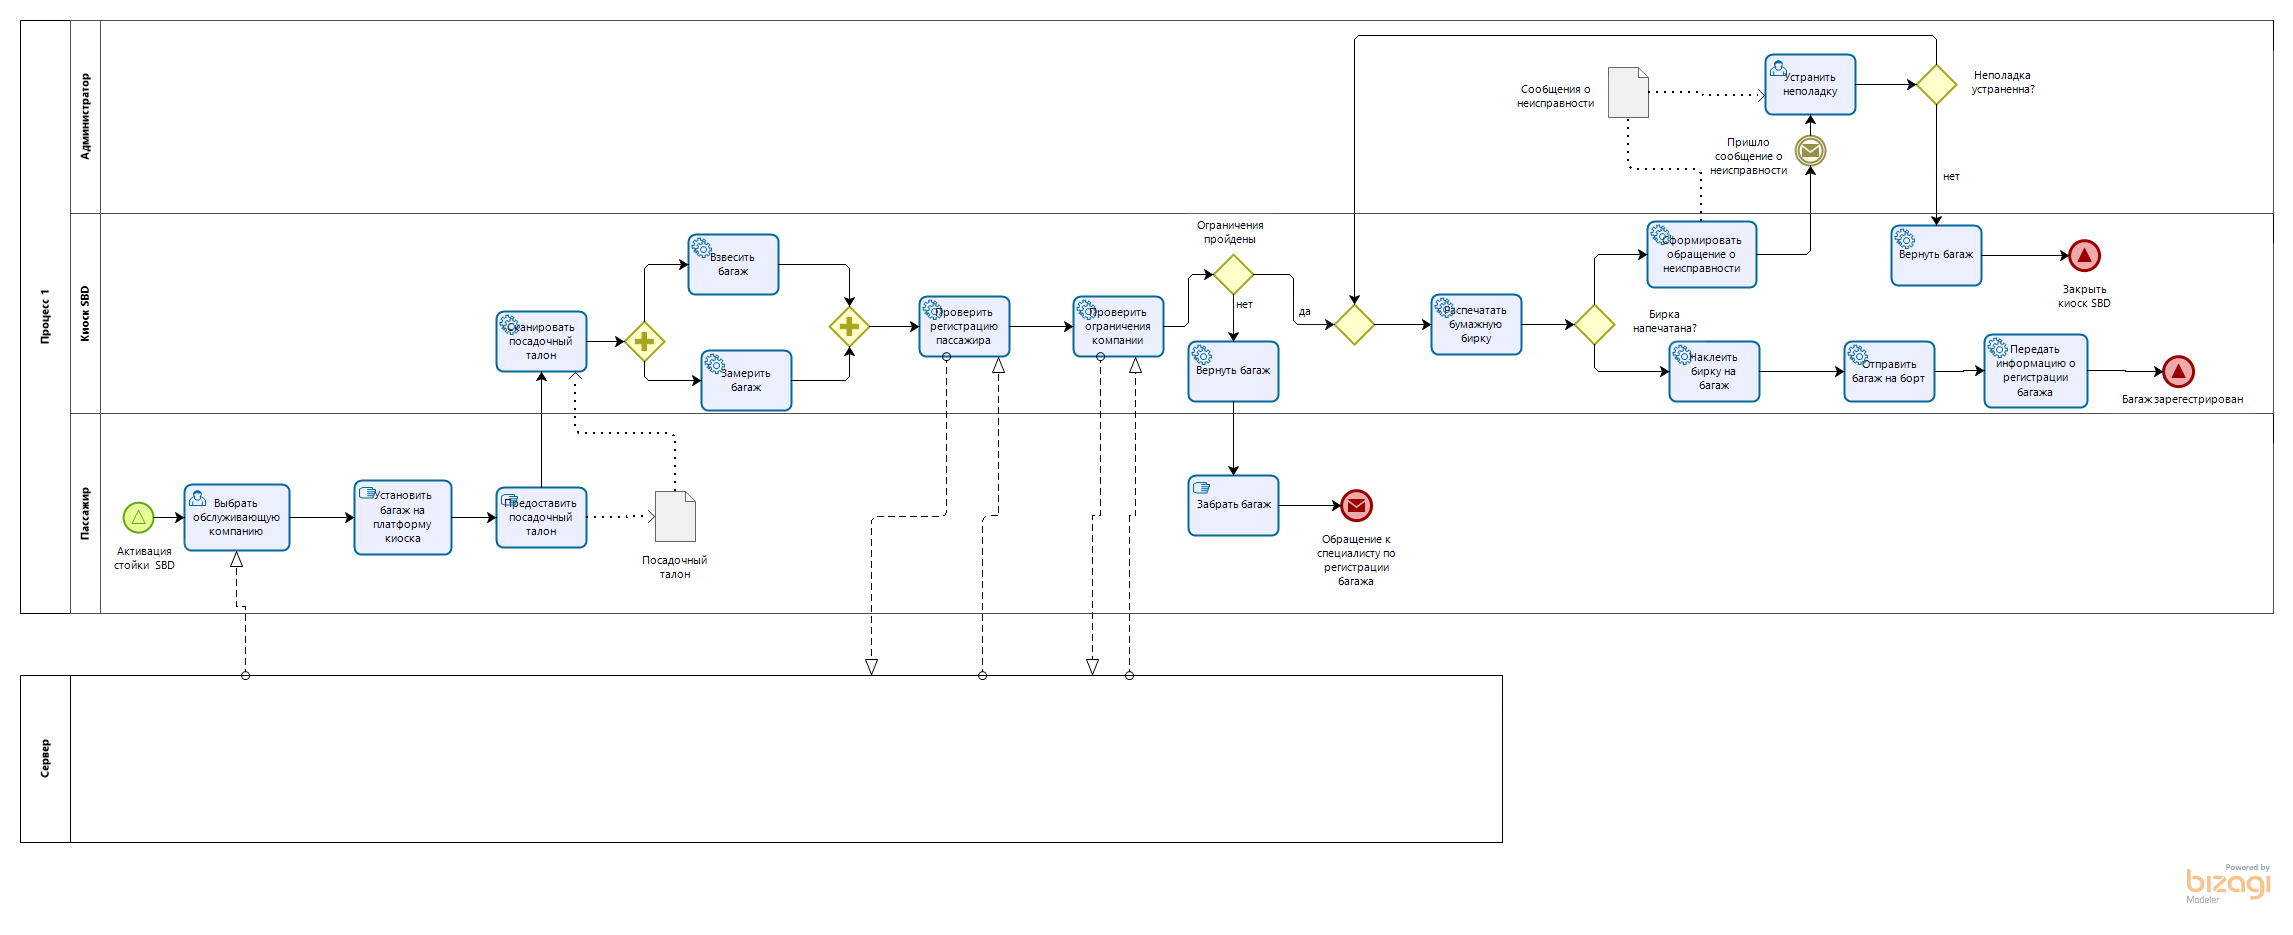 Процесс 1
Администратор
Сообщения о
неисправности
Устранить
неполадку
Неполадка
устраненна?
Пришло
сообщение о
неисправности
нет
Киоск SBD
Сканировать
посадочный
талон
Взвесить
багаж
Замерить
багаж
Проверить
регистрацию
пассажира
Проверить
ограничения
компании
Ограничения
пройдены
нет
да
Вернуть багаж
Распечатать
бумажную
бирку
Бирка
напечатана?
Сформировать
обращение о
неисправности
Вернуть багаж
Закрыть
киоск SBD
Наклеить
бирку на
багаж
Отправить
багаж на борт
Передать
информацию о
регистрации
багажа
Багаж зарегестрирован
Пассажир
Активация
стойки SBD
Выбрать
обслуживающую
компанию
Установить
багаж на
платформу
киоска
Предоставить
посадочный
талон
Посадочный
талон
Забрать багаж
Обращение к
специалисту по
регистрации
багажа
Сервер
Powered by
bizagi
Modeler